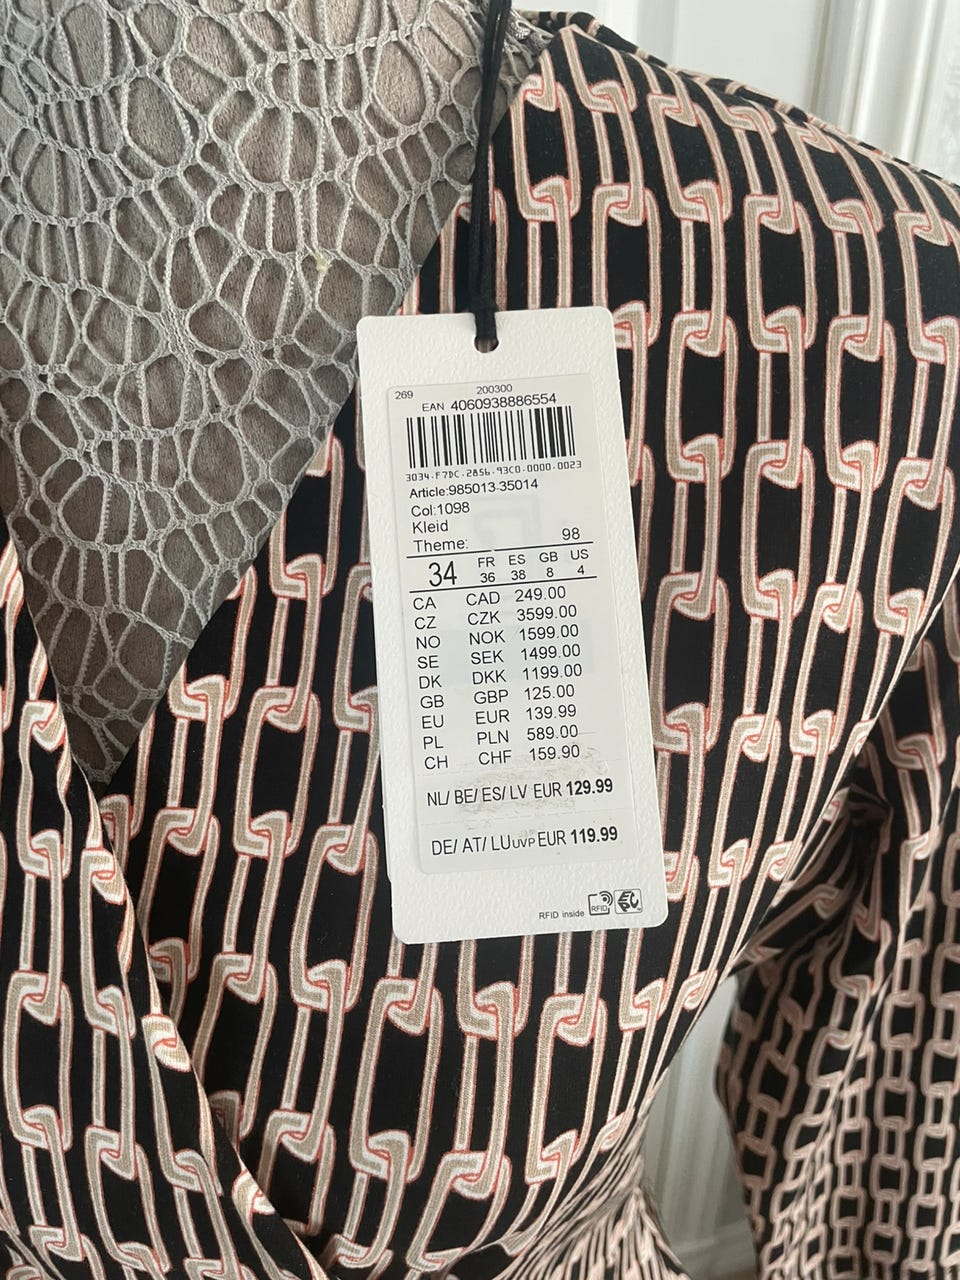 269 200300
EAN 4060938886554
3034-F7DC-2856-93C0-0000-0023
Article:985013-35014
Col:1098
Kleid
Theme: 98
34 FR 36 ES 38 GB 8 US 4
CA CAD 249.00
CZ CZK 3599.00
NO NOK 1599.00
SE SEK 1499.00
DK DKK 1199.00
GB GBP 125.00
EU EUR 139.99
PL PLN 589.00
CH CHF 159.90
NL/ BE/ ES/ LV EUR 129.99
DE/ AT/ LU UVP EUR 119.99
RFID inside RFID EPC